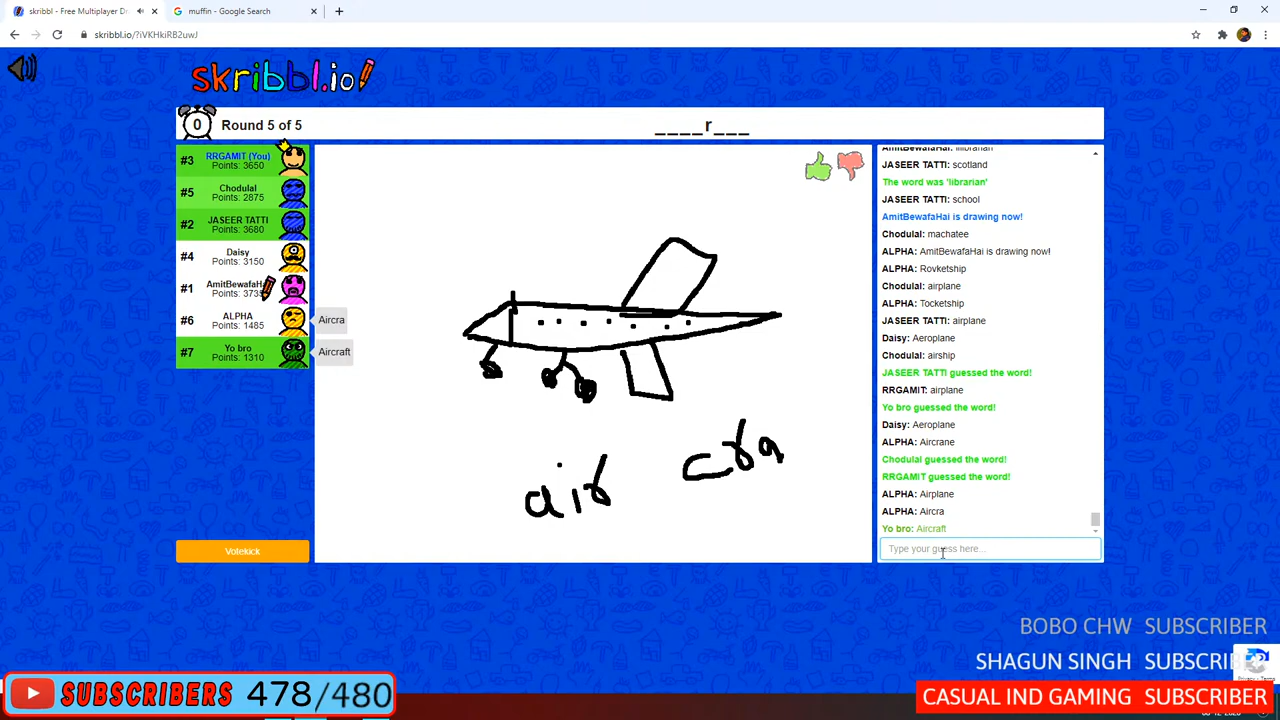 skribbl - Free Multiplayer Dr
muffin - Google Search
skribbl.io/?iVKHkiRB2uwJ
skribbl.io
0
Round 5 of 5
____r___
#3 RRGAMIT (You)
Points: 3650
#5 Chodulal
Points: 2875
#2 JASEER TATTI
Points: 3680
#4 Daisy
Points: 3150
#1 AmitBewafaHa
Points: 3735
#6 ALPHA
Points: 1485
Aircra
#7 Yo bro
Points: 1310
Aircraft
Votekick
air cra
JASEER TATTI: scotland
The word was 'librarian'
JASEER TATTI: school
AmitBewafaHai is drawing now!
Chodulal: machatee
ALPHA: AmitBewafaHai is drawing now!
ALPHA: Rovketship
Chodulal: airplane
ALPHA: Tocketship
JASEER TATTI: airplane
Daisy: Aeroplane
Chodulal: airship
JASEER TATTI guessed the word!
RRGAMIT: airplane
Yo bro guessed the word!
Daisy: Aeroplane
ALPHA: Aircrane
Chodulal guessed the word!
RRGAMIT guessed the word!
ALPHA: Airplane
ALPHA: Aircra
Yo bro: Aircraft
Type your guess here...
BOBO CHW SUBSCRIBER
SHAGUN SINGH SUBSCRI
CASUAL IND GAMING SUBSCRIBER
SUBSCRIBERS 478/480